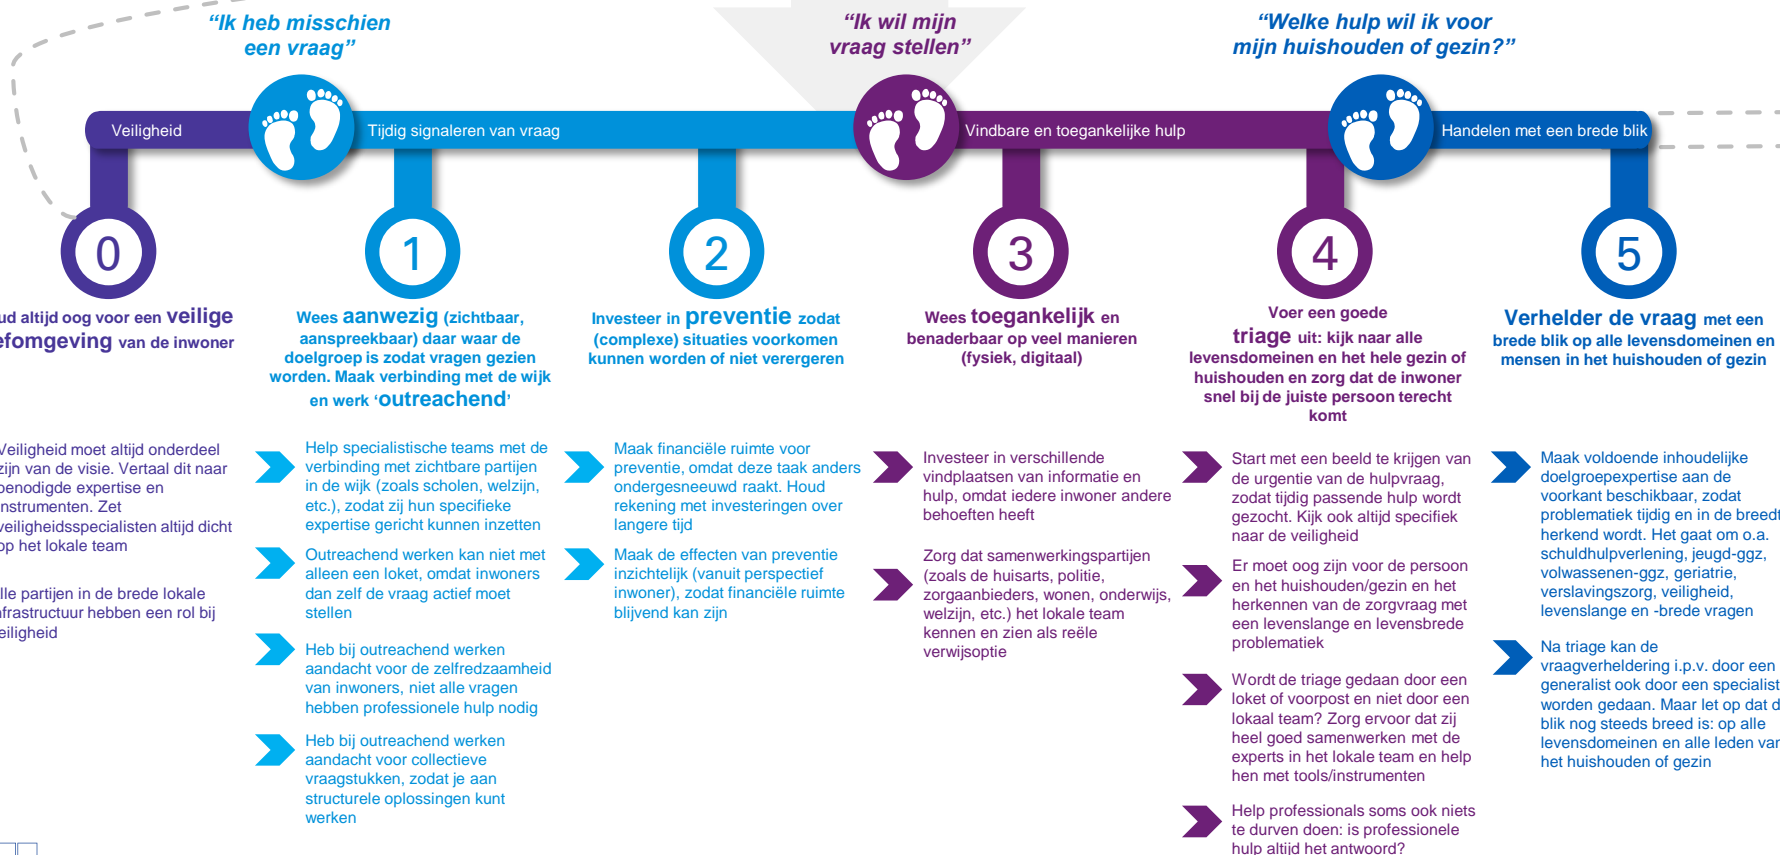 “Ik heb misschien
een vraag”
“Ik wil mijn
vraag stellen”
“Welke hulp wil ik voor
mijn huishouden of gezin?”
Veiligheid
Tijdig signaleren van vraag
Vindbare en toegankelijke hulp
Handelen met een brede blik
0
1
2
3
4
5
altijd oog voor een veilige
van de inwoner
Wees aanwezig (zichtbaar,
aanspreekbaar) daar waar de
doelgroep is zodat vragen gezien
worden. Maak verbinding met de wijk
en werk ‘outreachend’
Investeer in preventie zodat
(complexe) situaties voorkomen
kunnen worden of niet verergeren
Wees toegankelijk en
benaderbaar op veel manieren
(fysiek, digitaal)
Voer een goede
triage uit: kijk naar alle
levensdomeinen en het hele gezin of
huishouden en zorg dat de inwoner
snel bij de juiste persoon terecht
komt
Verhelder de vraag met een
brede blik op alle levensdomeinen en
mensen in het huishouden of gezin
Veiligheid moet altijd onderdeel
zijn van de visie. Vertaal dit naar
benodigde expertise en
instrumenten. Zet
veiligheidsspecialisten altijd dicht
op het lokale team
lle partijen in de brede lokale
nfrastructuur hebben een rol bij
eiligheid
Help specialistische teams met de
verbinding met zichtbare partijen
in de wijk (zoals scholen, welzijn,
etc.), zodat zij hun specifieke
expertise gericht kunnen inzetten
Outreachend werken kan niet met
alleen een loket, omdat inwoners
dan zelf de vraag actief moet
stellen
Heb bij outreachend werken
aandacht voor de zelfredzaamheid
van inwoners, niet alle vragen
hebben professionele hulp nodig
Heb bij outreachend werken
aandacht voor collectieve
vraagstukken, zodat je aan
structurele oplossingen kunt
werken
Maak financiële ruimte voor
preventie, omdat deze taak anders
ondergesneeuwd raakt. Houd
rekening met investeringen over
langere tijd
Maak de effecten van preventie
inzichtelijk (vanuit perspectief
inwoner), zodat financiële ruimte
blijvend kan zijn
Investeer in verschillende
vindplaatsen van informatie en
hulp, omdat iedere inwoner andere
behoeften heeft
Zorg dat samenwerkingspartijen
(zoals de huisarts, politie,
zorgaanbieders, wonen, onderwijs,
welzijn, etc.) het lokale team
kennen en zien als reële
verwijsoptie
Start met een beeld te krijgen van
de urgentie van de hulpvraag,
zodat tijdig passende hulp wordt
gezocht. Kijk ook altijd specifiek
naar de veiligheid
Er moet oog zijn voor de persoon
en het huishouden/gezin en het
herkennen van de zorgvraag met
een levenslange en levensbrede
problematiek
Wordt de triage gedaan door een
loket of voorpost en niet door een
lokaal team? Zorg ervoor dat zij
heel goed samenwerken met de
experts in het lokale team en help
hen met tools/instrumenten
Help professionals soms ook niets
te durven doen: is professionele
hulp altijd het antwoord?
Maak voldoende inhoudelijke
doelgroepexpertise aan de
voorkant beschikbaar, zodat
problematiek tijdig en in de breedt
herkend wordt. Het gaat om o.a.
schuldhulpverlening, jeugd-ggz,
volwassenen-ggz, geriatrie,
verslavingszorg, veiligheid,
levenslange en -brede vragen
Na triage kan de
vraagverheldering i.p.v. door een
generalist ook door een specialist
worden gedaan. Maar let op dat d
blik nog steeds breed is: op alle
levensdomeinen en alle leden van
het huishouden of gezin